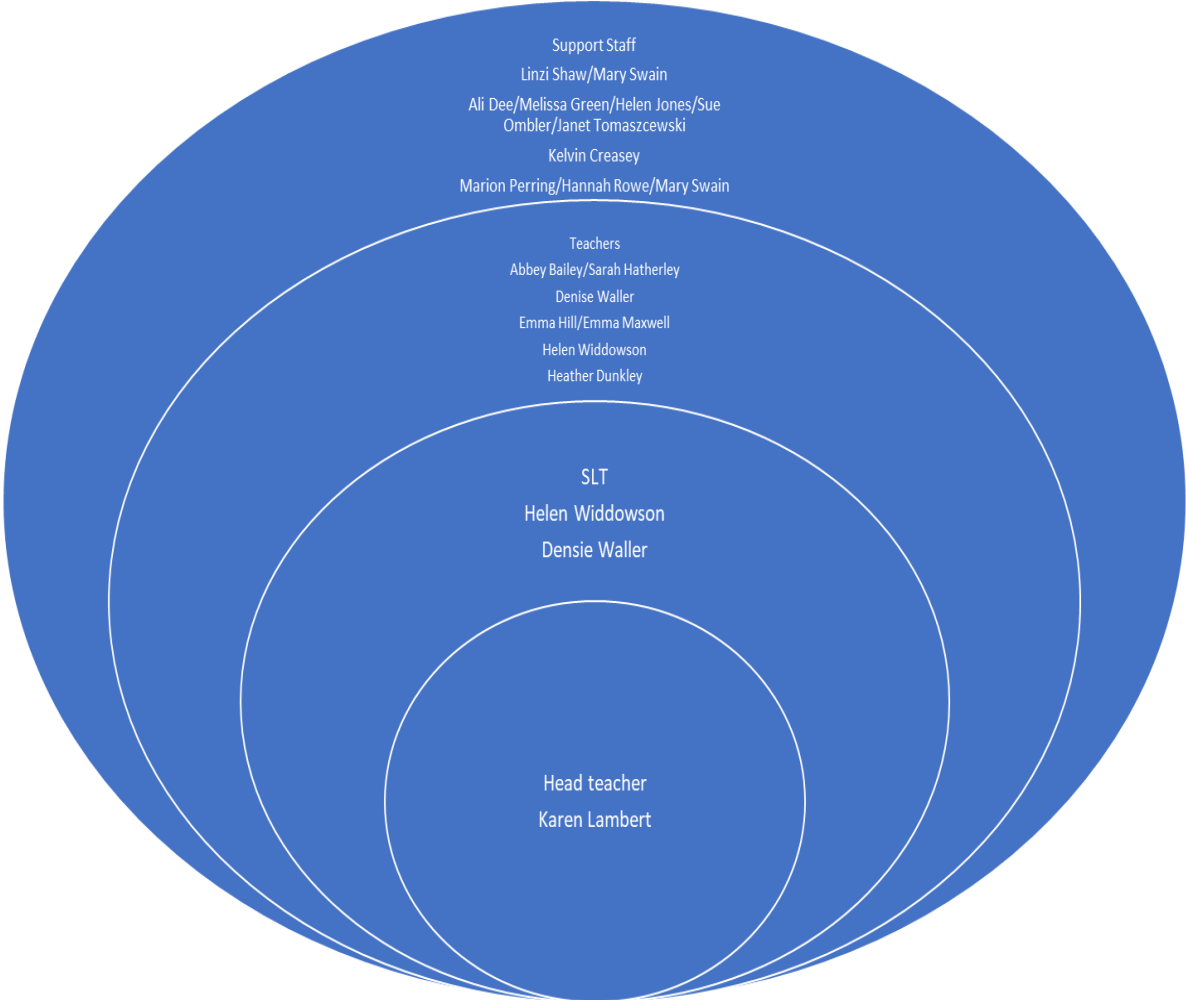 Support Staff
Linzi Shaw/Mary Swain
Ali Dee/Melissa Green/Helen Jones/Sue
Ombler/Janet Tomaszcewski
Kelvin Creasey
Marion Perring/Hannah Rowe/Mary Swain
Teachers
Abbey Bailey/Sarah Hatherley
Denise Waller
Emma Hill/Emma Maxwell
Helen Widdowson
Heather Dunkley
SLT
Helen Widdowson
Densie Waller
Head teacher
Karen Lambert